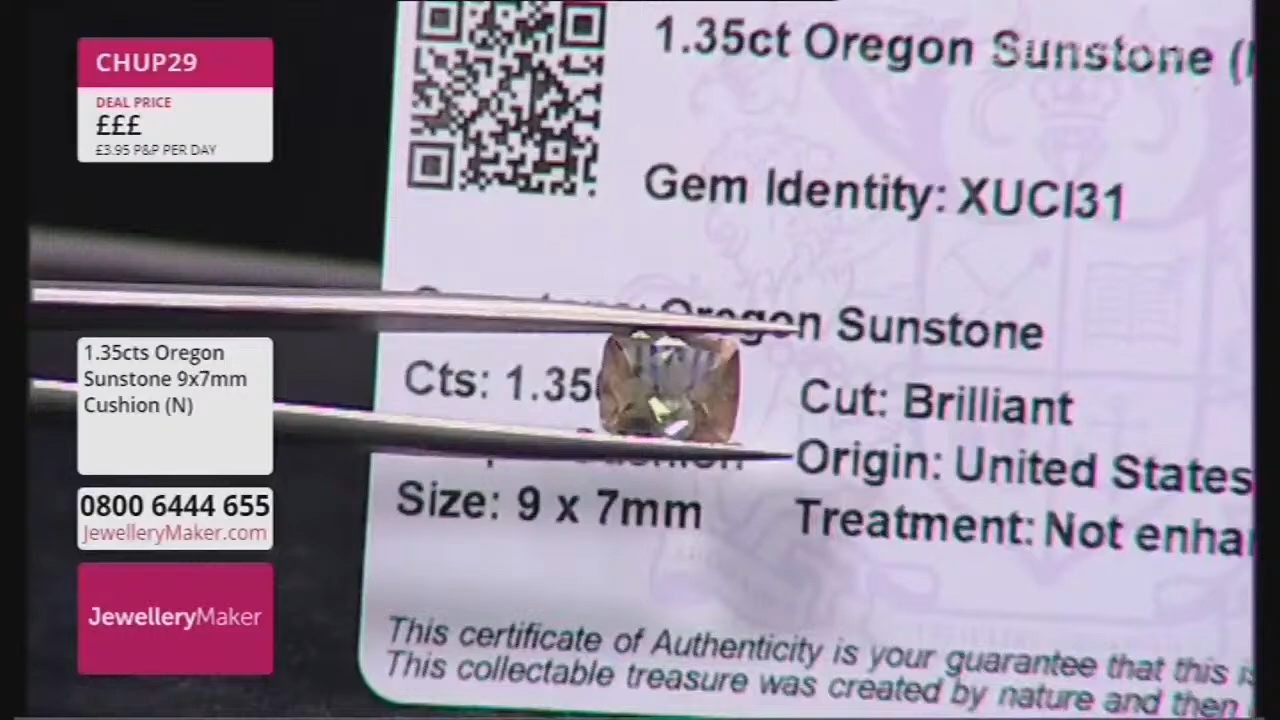 CHUP29
DEAL PRICE
£££
£3.95 P&P PER DAY
1.35cts Oregon
Sunstone 9x7mm
Cushion (N)
0800 6444 655
JewelleryMaker.com
JewelleryMaker
1.35ct Oregon Sunstone (
Gem Identity: XUCI31
Oregon Sunstone
Cts: 1.35
Cut: Brilliant
Origin: United States
Size: 9 x 7mm
Treatment: Not enha
This certificate of Authenticity is your guarantee that this is
This collectable treasure was created by nature and then